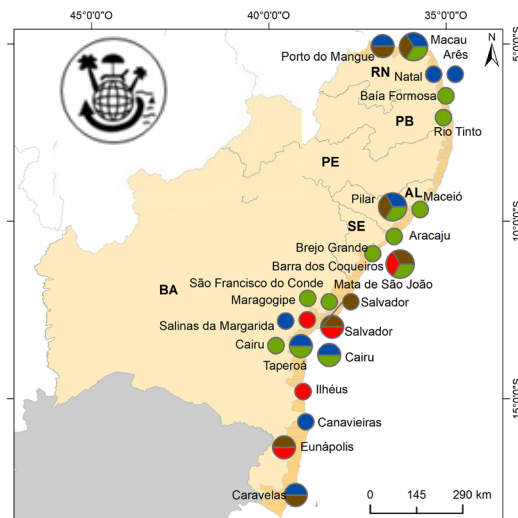 45°0'0"O 40°0'0"O 35°0'0"O
5°0'0"S
N
Macau
Arês
Porto do Mangue
RN
Natal
Baía Formosa
PB
Rio Tinto
PE
AL
Pilar
Maceió
10°0'0"S
SE
Aracaju
Brejo Grande
Barra dos Coqueiros
BA
São Francisco do Conde
Mata de São João
Maragogipe
Salvador
Salinas da Margarida
Salvador
Cairu
Cairu
Taperoá
Ilhéus
15°0'0"S
Canavieiras
Eunápolis
Caravelas
0 145 290 km